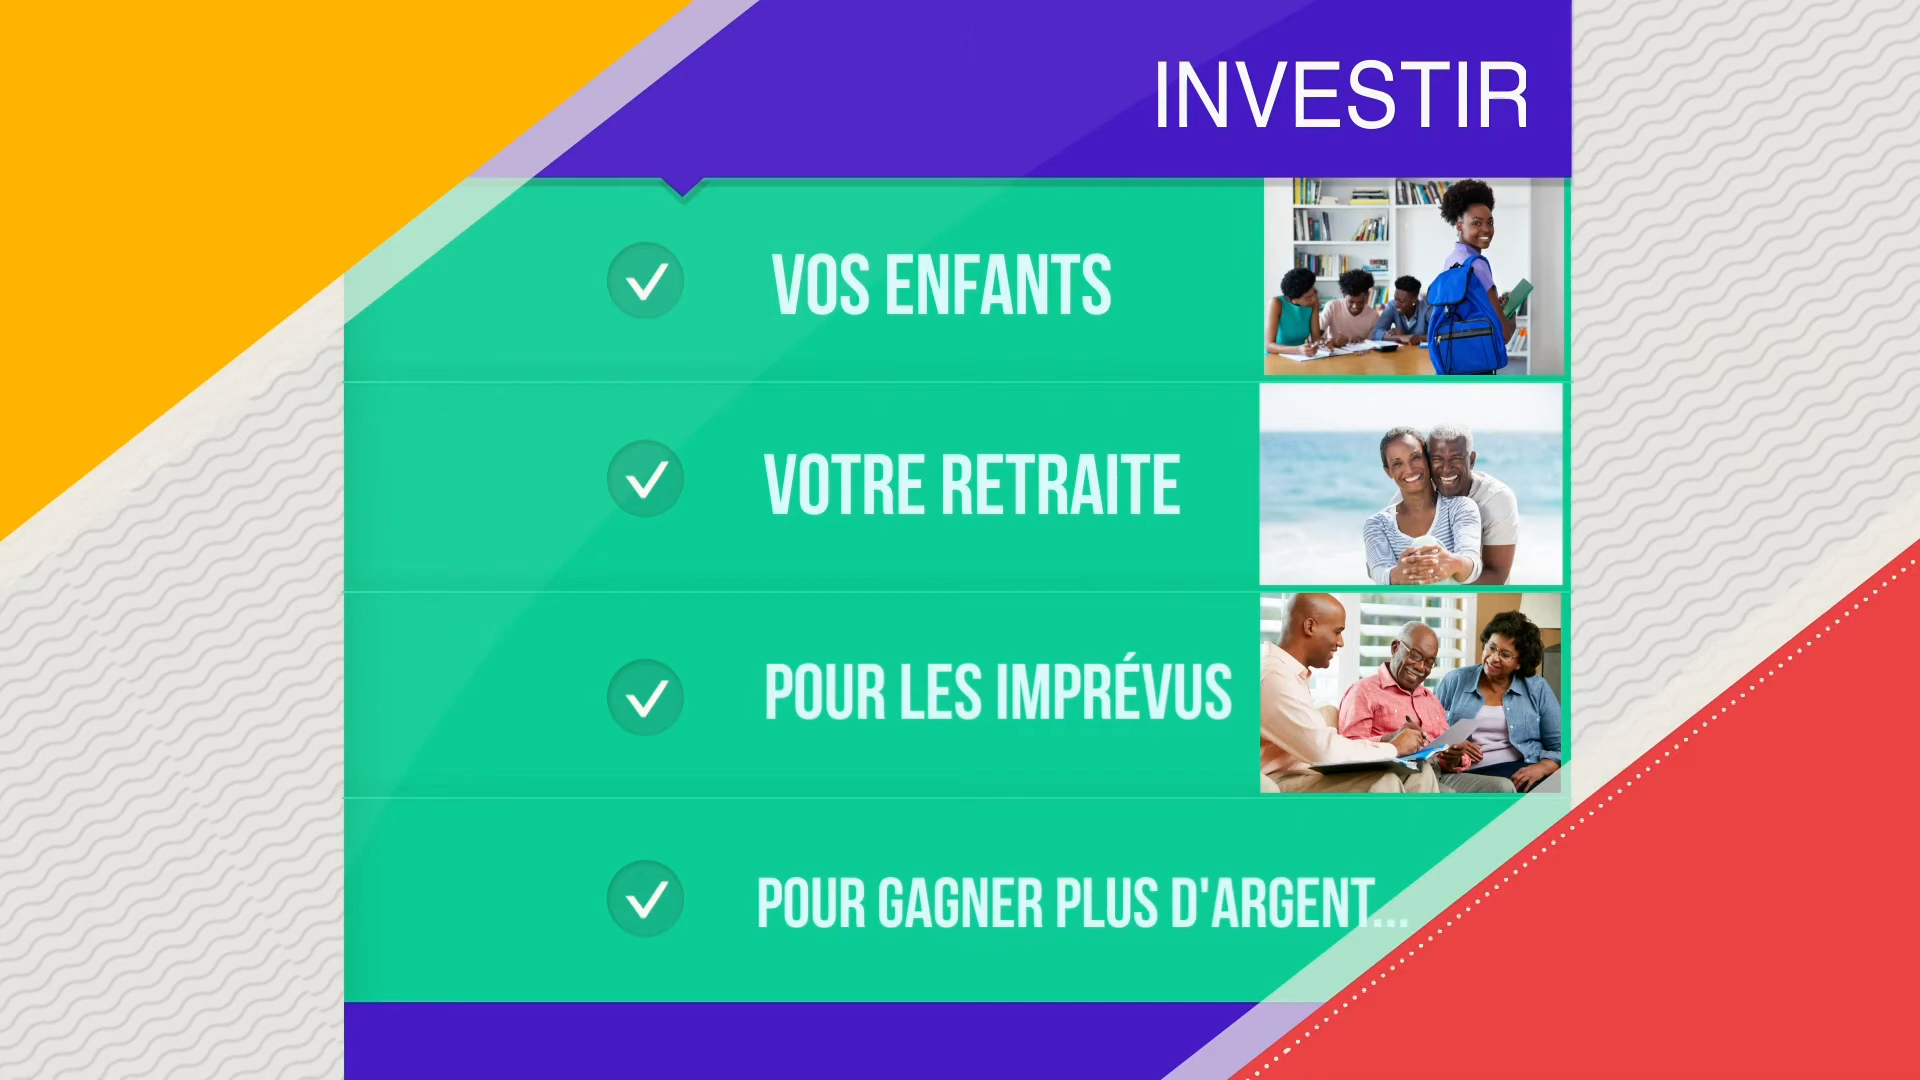 INVESTIR
VOS ENFANTS
VOTRE RETRAITE
POUR LES IMPRÉVUS
POUR GAGNER PLUS D'ARGENT...